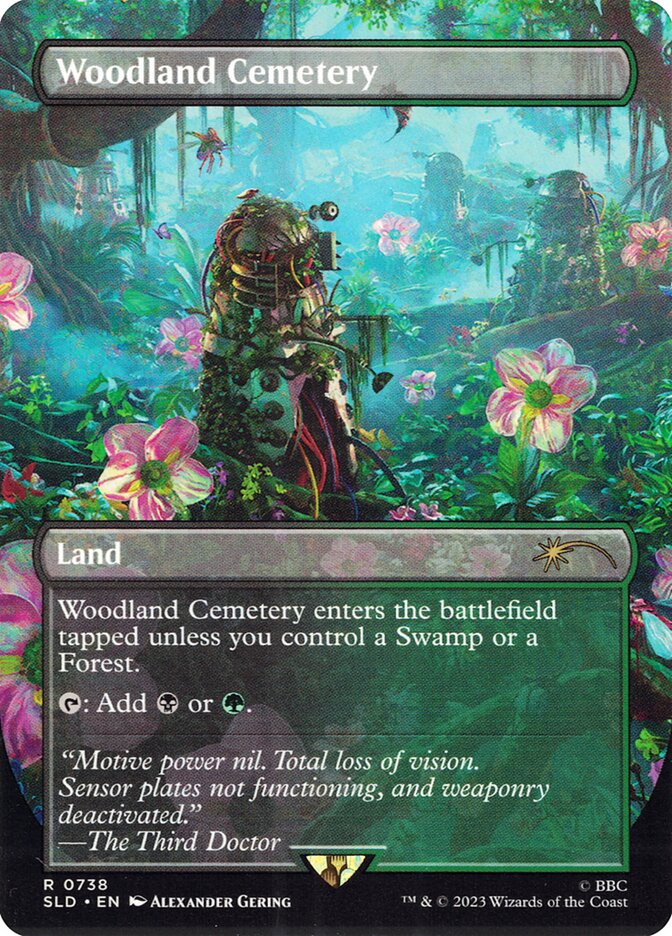 Woodland Cemetery
Land
Woodland Cemetery enters the battlefield
tapped unless you control a Swamp or a
Forest.
: Add or .
“Motive power nil. Total loss of vision.
Sensor plates not functioning, and weaponry
deactivated.”
—The Third Doctor
R 0738
SLD • EN Alexander Gering
© BBC
™ & © 2023 Wizards of the Coast